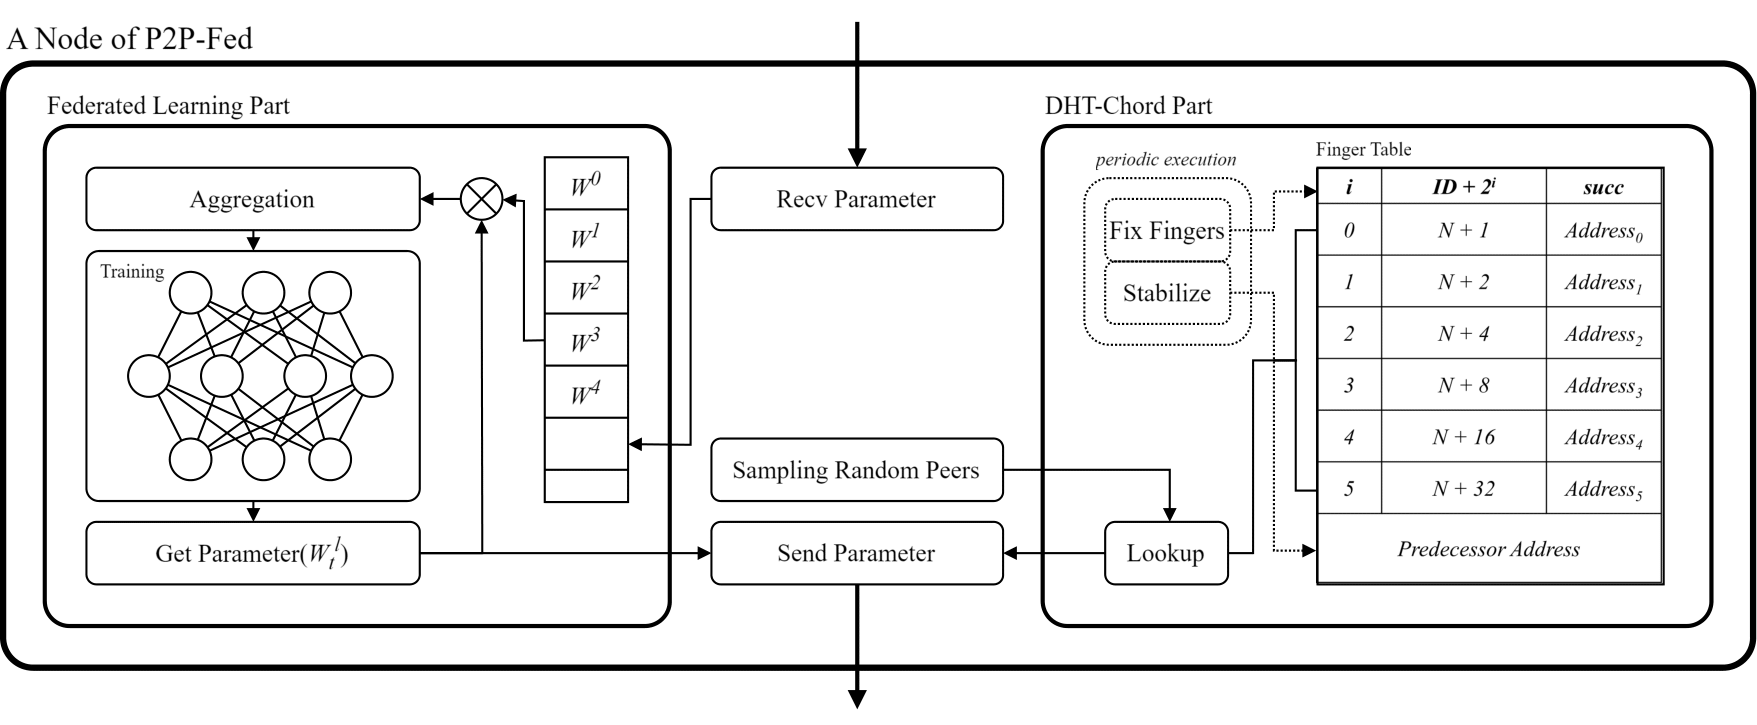 A Node of P2P-Fed
Federated Learning Part
Aggregation
Training
Get Parameter(W_t^1)
W^0
W^1
W^2
W^3
W^4
Recv Parameter
Sampling Random Peers
Send Parameter
DHT-Chord Part
periodic execution
Fix Fingers
Stabilize
Lookup
Finger Table
i ID + 2^i succ
0 N + 1 Address_0
1 N + 2 Address_1
2 N + 4 Address_2
3 N + 8 Address_3
4 N + 16 Address_4
5 N + 32 Address_5
Predecessor Address